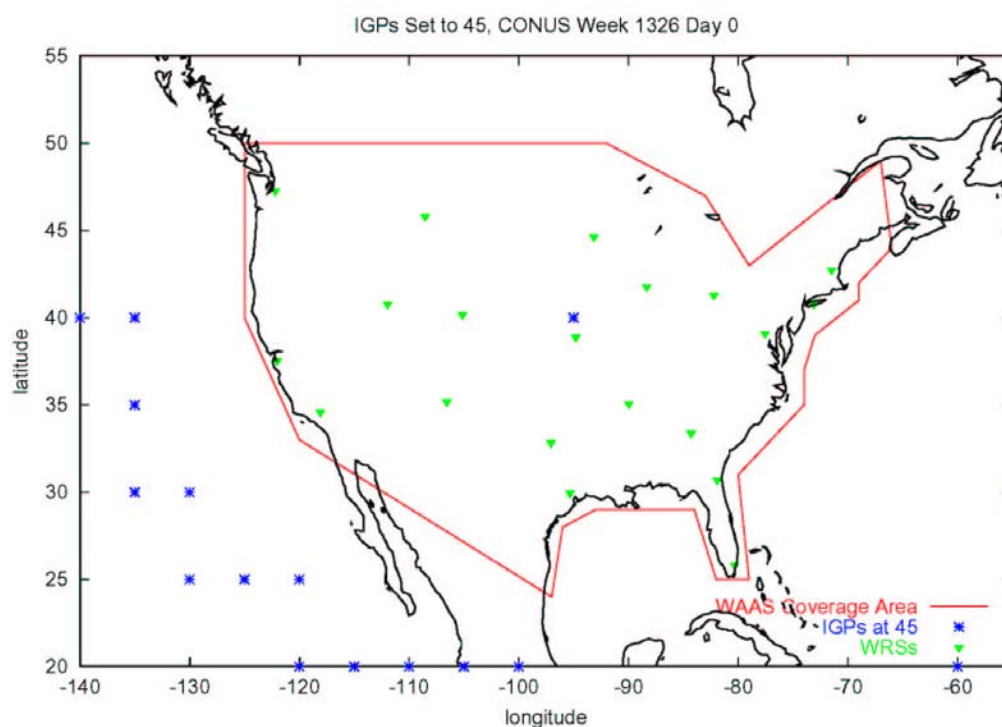 IGPs Set to 45, CONUS Week 1326 Day 0
55
50
45
40
35
30
25
20
latitude
WAAS Coverage Area
IGPs at 45
WRSs
-140 -130 -120 -110 -100 -90 -80 -70 -60
longitude